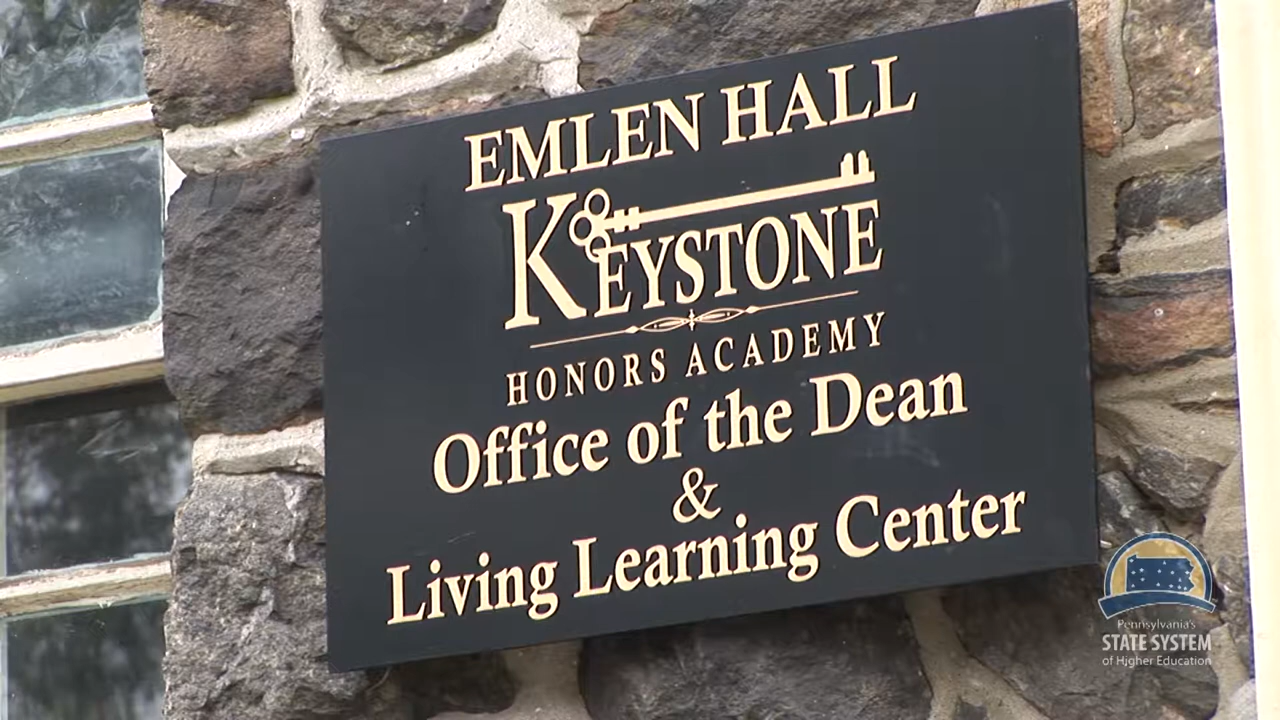 EMLEN HALL
KEYSTONE
HONORS ACADEMY
Office of the Dean
&
Living Learning Center
Pennsylvania's
STATE SYSTEM
of Higher Education